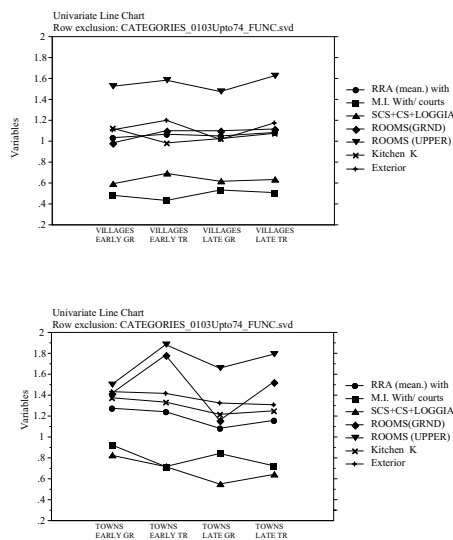 Univariate Line Chart
Row exclusion: CATEGORIES_0103Upto74_FUNC.svd
2
1.8
1.6
1.4
1.2
1
.8
.6
.4
.2
Variables
VILLAGES EARLY GR
VILLAGES EARLY TR
VILLAGES LATE GR
VILLAGES LATE TR
RRA (mean.) with
M.I. With/ courts
SCS+CS+LOGGIA
ROOMS(GRND)
ROOMS (UPPER)
Kitchen K
Exterior
Univariate Line Chart
Row exclusion: CATEGORIES_0103Upto74_FUNC.svd
2
1.8
1.6
1.4
1.2
1
.8
.6
.4
.2
Variables
TOWNS EARLY GR
TOWNS EARLY TR
TOWNS LATE GR
TOWNS LATE TR
RRA (mean.) with
M.I. With/ courts
SCS+CS+LOGGIA
ROOMS(GRND)
ROOMS (UPPER)
Kitchen K
Exterior